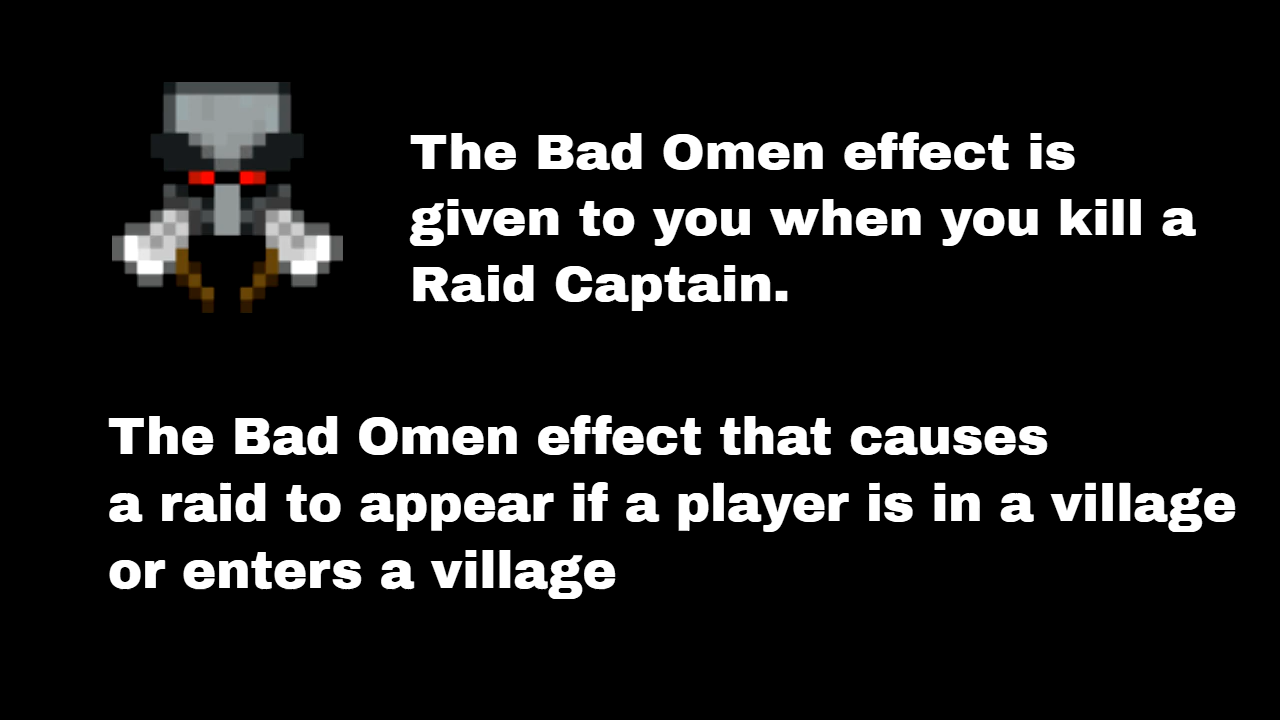 The Bad Omen effect is
given to you when you kill a
Raid Captain.
The Bad Omen effect that causes
a raid to appear if a player is in a village
or enters a village